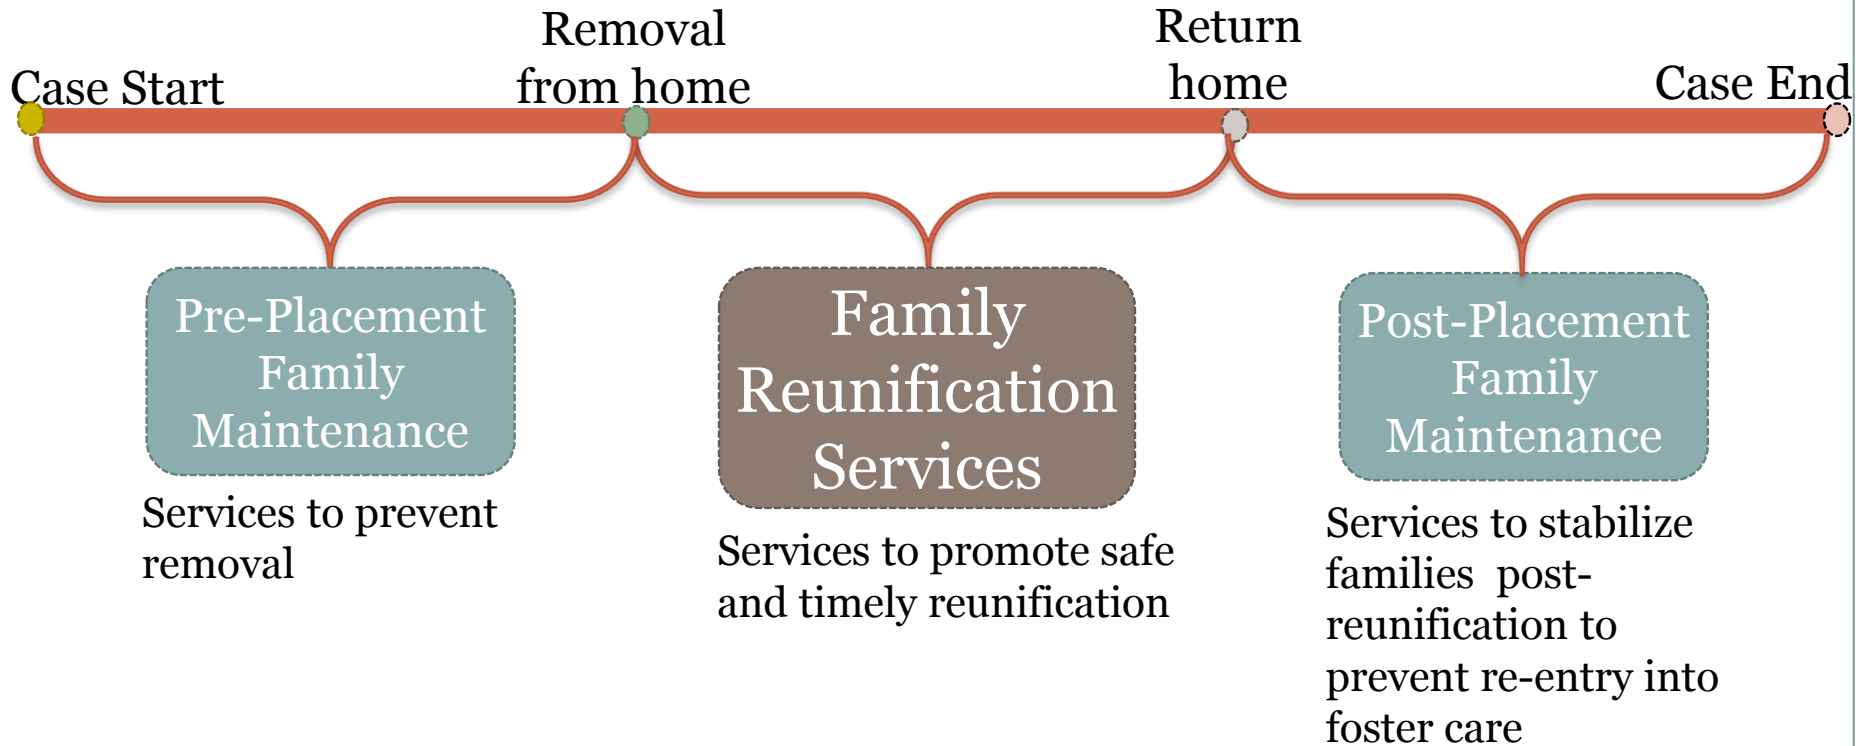 Case Start
Removal
from home
Return
home
Case End
Pre-Placement
Family
Maintenance
Services to prevent
removal
Family
Reunification
Services
Services to promote safe
and timely reunification
Post-Placement
Family
Maintenance
Services to stabilize
families  post-
reunification to
prevent re-entry into
foster care